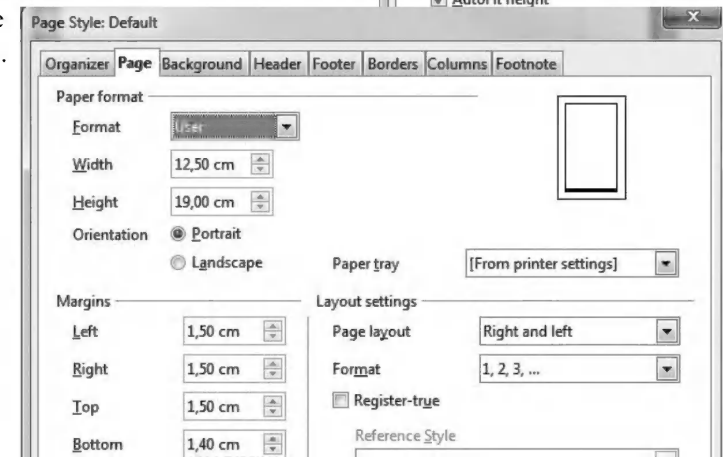 Autofit height
Page Style: Default
Organizer Page Background Header Footer Borders Columns Footnote
Paper format
Format User
Width 12,50 cm
Height 19,00 cm
Orientation Portrait
Landscape
Paper tray [From printer settings]
Margins
Layout settings
Left 1,50 cm
Page layout Right and left
Right 1,50 cm
Format 1, 2, 3, ...
Top 1,50 cm
Register-true
Bottom 1,40 cm
Reference Style